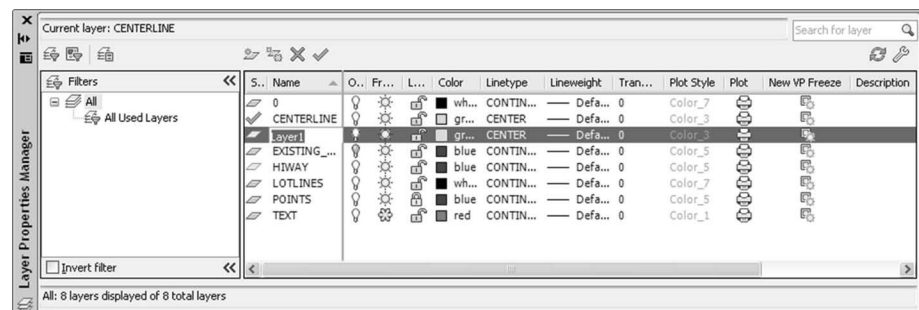 Current layer: CENTERLINE
Search for layer
Filters
All
All Used Layers
Invert filter
S... Name O.. Fr... L... Color Linetype Lineweight Tran... Plot Style Plot New VP Freeze Description
0 wh... CONTIN... Defa... 0 Color_7
CENTERLINE gr... CENTER Defa... 0 Color_3
Layer1 gr... CENTER Defa... 0 Color_3
EXISTING_... blue CONTIN... Defa... 0 Color_5
HIWAY blue CONTIN... Defa... 0 Color_5
LOTLINES wh... CONTIN... Defa... 0 Color_7
POINTS blue CONTIN... Defa... 0 Color_5
TEXT red CONTIN... Defa... 0 Color_1
Layer Properties Manager
All: 8 layers displayed of 8 total layers